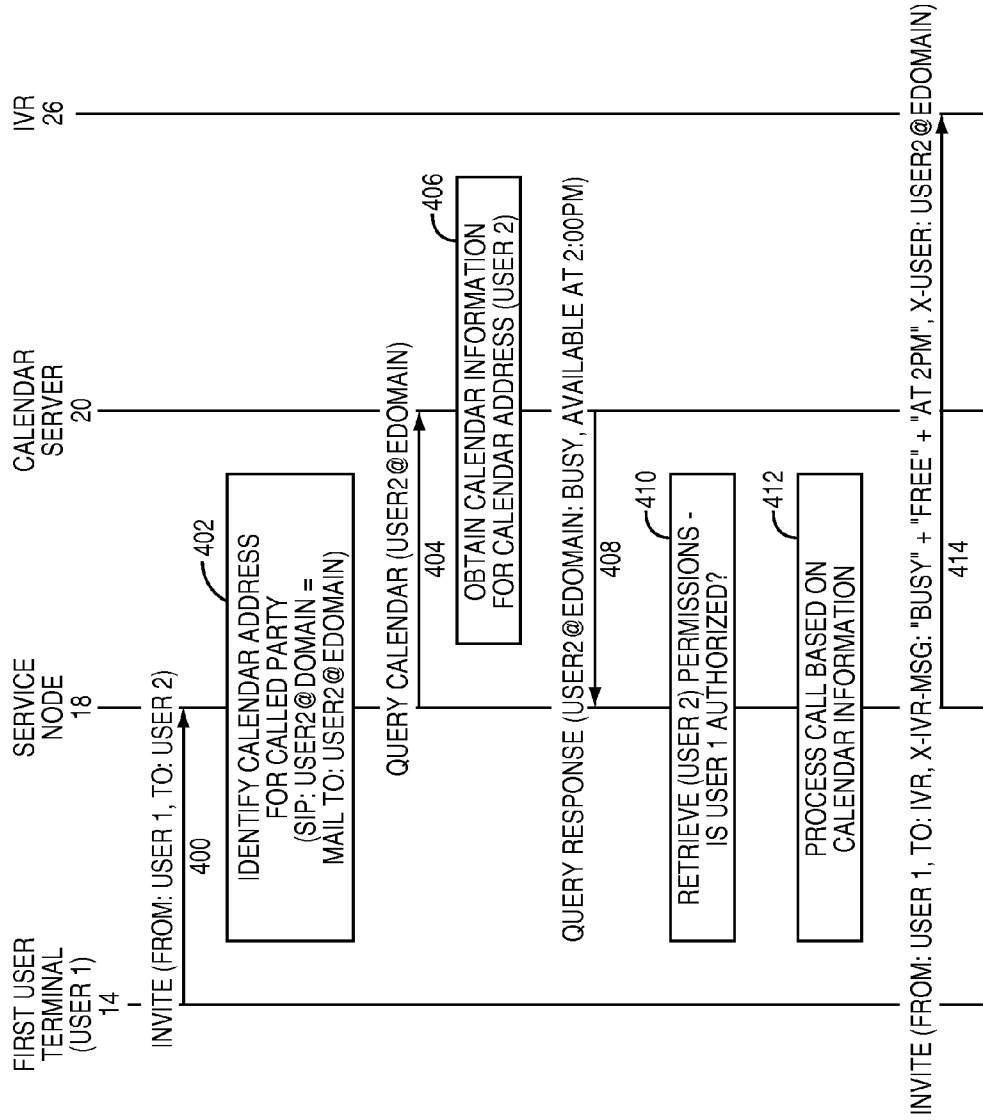 FIRST USER
TERMINAL
(USER 1)
14
SERVICE
NODE
18
CALENDAR
SERVER
20
IVR
26
INVITE (FROM: USER 1, TO: USER 2)
400
402
IDENTIFY CALENDAR ADDRESS
FOR CALLED PARTY
(SIP: USER2@DOMAIN =
MAIL TO: USER2@EDOMAIN)
QUERY CALENDAR (USER2@EDOMAIN)
404
406
OBTAIN CALENDAR INFORMATION
FOR CALENDAR ADDRESS (USER 2)
QUERY RESPONSE (USER2@EDOMAIN: BUSY, AVAILABLE AT 2:00PM)
408
410
RETRIEVE (USER 2) PERMISSIONS -
IS USER 1 AUTHORIZED?
412
PROCESS CALL BASED ON
CALENDAR INFORMATION
INVITE (FROM: USER 1, TO: IVR, X-IVR-MSG: "BUSY" + "FREE" + "AT 2PM", X-USER: USER2@EDOMAIN)
414